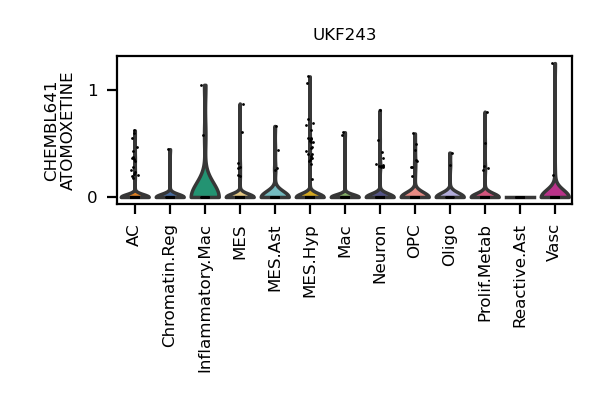 UKF243
CHEMBL641
ATOMOXETINE
1
0
AC
Chromatin.Reg
Inflammatory.Mac
MES
MES.Ast
MES.Hyp
Mac
Neuron
OPC
Oligo
Prolif.Metab
Reactive.Ast
Vasc